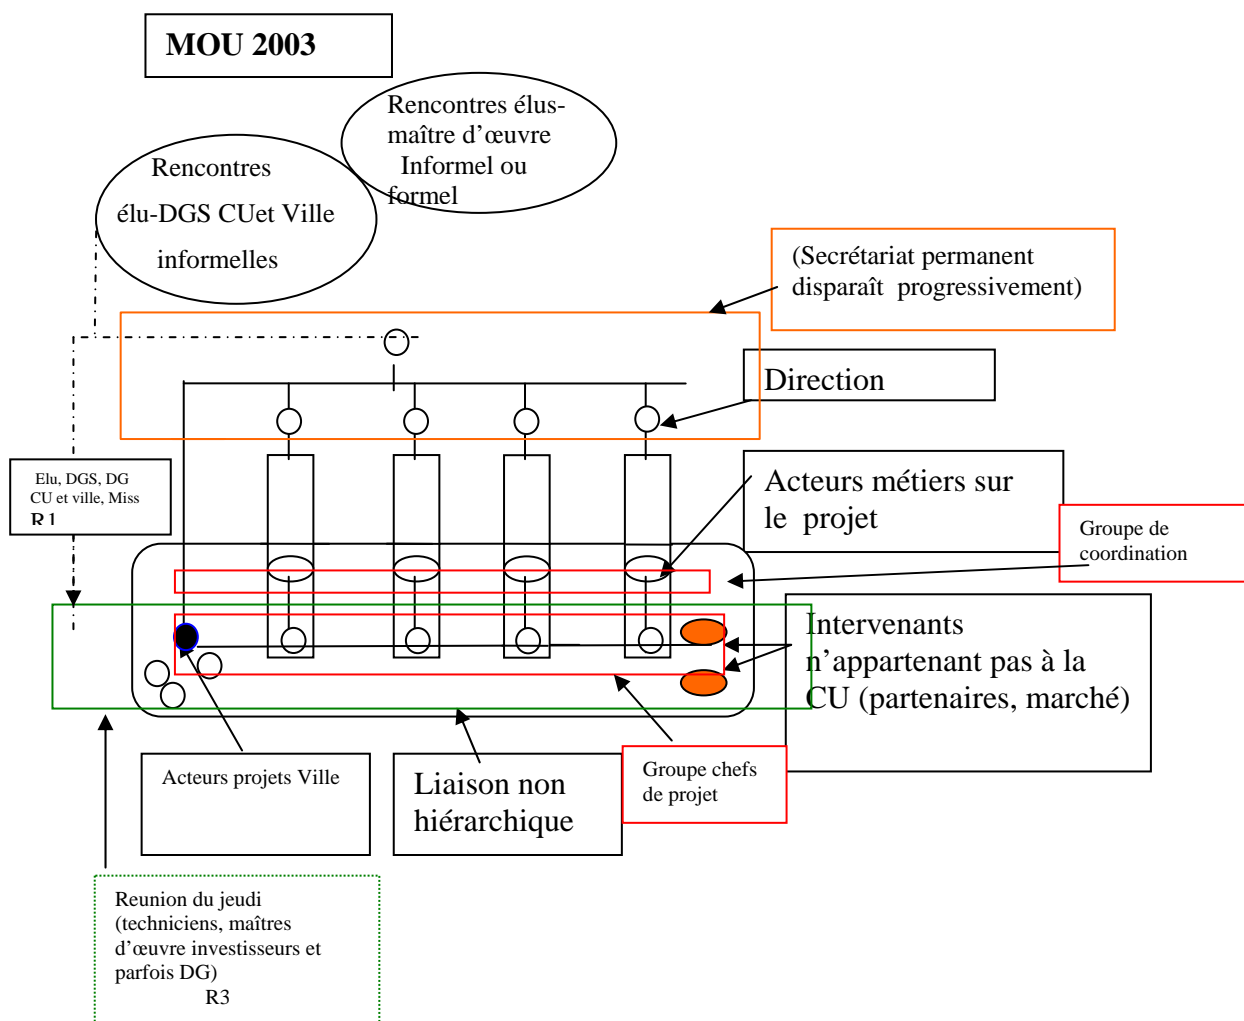 MOU 2003
Rencontres élus-
maître d’œuvre
Informel ou
formel
Rencontres
élu-DGS CUet Ville
informelles
(Secrétariat permanent
disparaît progressivement)
Direction
Elu, DGS, DG
CU et ville, Miss
R1
Acteurs métiers sur
le projet
Groupe de
coordination
Intervenants
n’appartenant pas à la
CU (partenaires, marché)
Acteurs projets Ville
Liaison non
hiérarchique
Groupe chefs
de projet
Reunion du jeudi
(techniciens, maîtres
d’œuvre investisseurs et
parfois DG)
R3